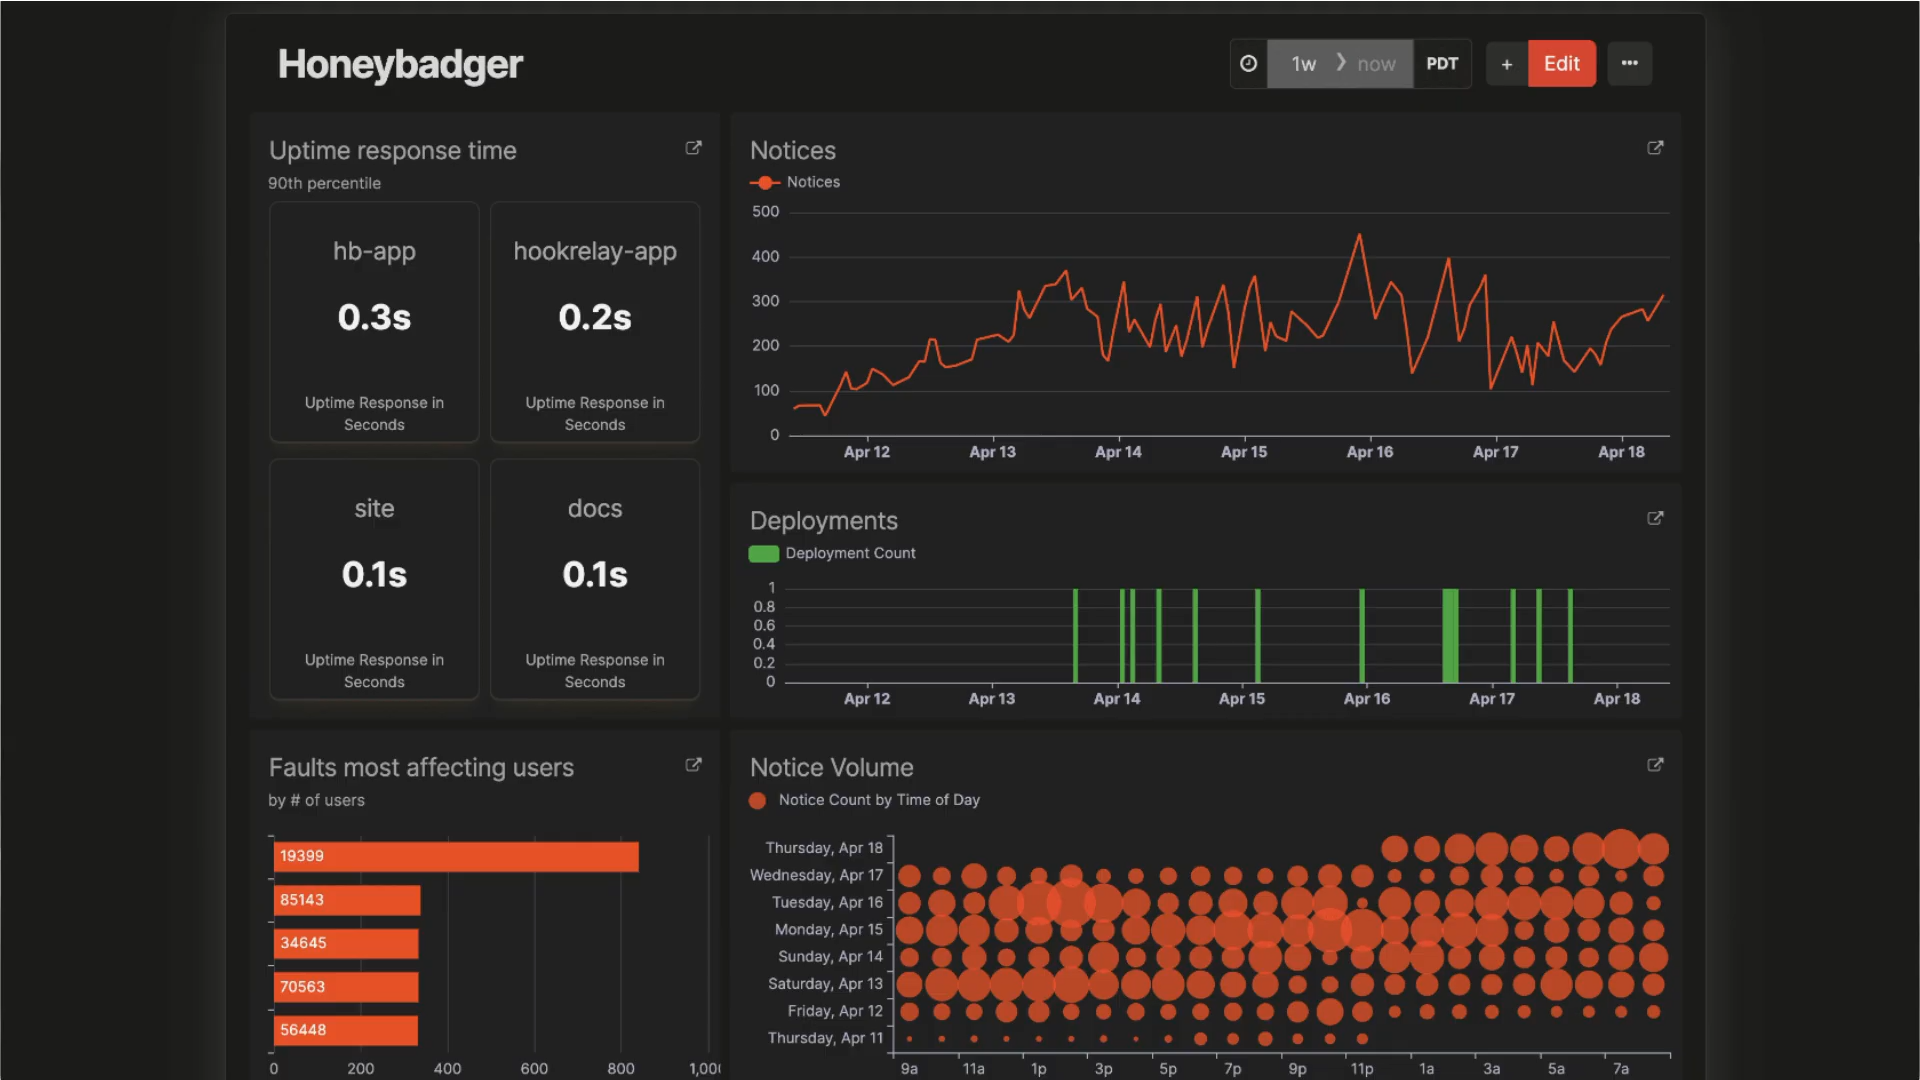 Honeybadger
1w > now PDT
+ Edit ...
Uptime response time
90th percentile
hb-app
0.3s
Uptime Response in
Seconds
hookrelay-app
0.2s
Uptime Response in
Seconds
site
0.1s
Uptime Response in
Seconds
docs
0.1s
Uptime Response in
Seconds
Notices
Notices
500
400
300
200
100
0
Apr 12 Apr 13 Apr 14 Apr 15 Apr 16 Apr 17 Apr 18
Deployments
Deployment Count
1
0.8
0.6
0.4
0.2
0
Apr 12 Apr 13 Apr 14 Apr 15 Apr 16 Apr 17 Apr 18
Faults most affecting users
by # of users
19399
85143
34645
70563
56448
0 200 400 600 800
Notice Volume
Notice Count by Time of Day
Thursday, Apr 18
Wednesday, Apr 17
Tuesday, Apr 16
Monday, Apr 15
Sunday, Apr 14
Saturday, Apr 13
Friday, Apr 12
Thursday, Apr 11
9a 11a 1p 3p 5p 7p 9p 11p 1a 3a 5a 7a